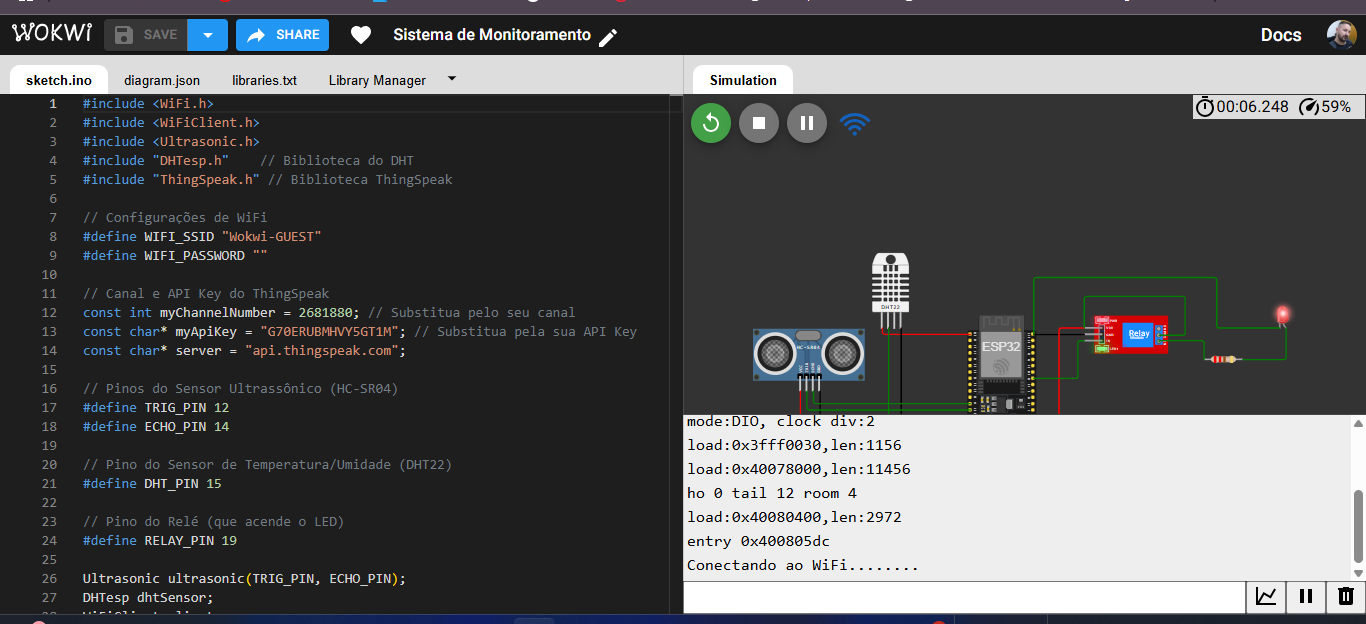 WOKWI
SAVE
SHARE
Sistema de Monitoramento
Docs
sketch.ino
diagram.json
libraries.txt
Library Manager
Simulation
1 #include <WiFi.h>
2 #include <WiFiClient.h>
3 #include <Ultrasonic.h>
4 #include "DHTesp.h" // Biblioteca do DHT
5 #include "ThingSpeak.h" // Biblioteca ThingSpeak
6
7 // Configurações de WiFi
8 #define WIFI_SSID "Wokwi-GUEST"
9 #define WIFI_PASSWORD ""
10
11 // Canal e API Key do ThingSpeak
12 const int myChannelNumber = 2681880; // Substitua pelo seu canal
13 const char* myApiKey = "G70ERUBMHVY5GT1M"; // Substitua pela sua API Key
14 const char* server = "api.thingspeak.com";
15
16 // Pinos do Sensor Ultrassônico (HC-SR04)
17 #define TRIG_PIN 12
18 #define ECHO_PIN 14
19
20 // Pino do Sensor de Temperatura/Umidade (DHT22)
21 #define DHT_PIN 15
22
23 // Pino do Relé (que acende o LED)
24 #define RELAY_PIN 19
25
26 Ultrasonic ultrasonic(TRIG_PIN, ECHO_PIN);
27 DHTesp dhtSensor;
00:06.248
59%
DHT22
HC-SR04
ESP32
Relay
mode:DIO, clock div:2
load:0x3fff0030,len:1156
load:0x40078000,len:11456
ho 0 tail 12 room 4
load:0x40080400,len:2972
entry 0x400805dc
Conectando ao WiFi........